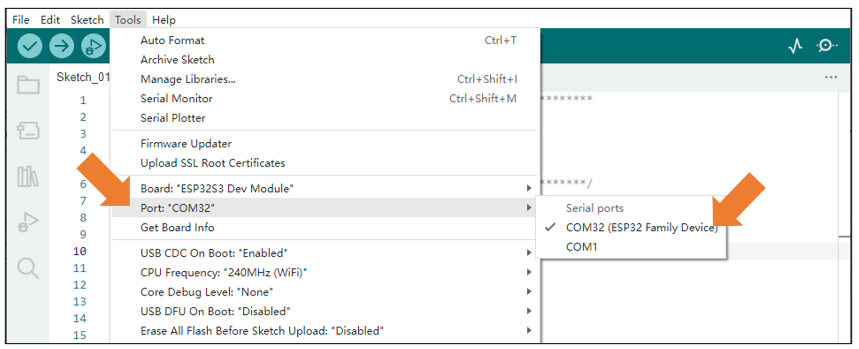 File Edit Sketch Tools Help
Auto Format Ctrl+T
Archive Sketch
Sketch_01
Manage Libraries... Ctrl+Shift+I
Serial Monitor Ctrl+Shift+M
Serial Plotter
Firmware Updater
Upload SSL Root Certificates
Board: "ESP32S3 Dev Module"
Port: "COM32"
Get Board Info
USB CDC On Boot: "Enabled"
CPU Frequency: "240MHz (WiFi)"
Core Debug Level: "None"
USB DFU On Boot: "Disabled"
Erase All Flash Before Sketch Upload: "Disabled"
Serial ports
COM32 (ESP32 Family Device)
COM1
1
2
3
4
6
7
8
9
10
11
12
13
14
15
********
*******/